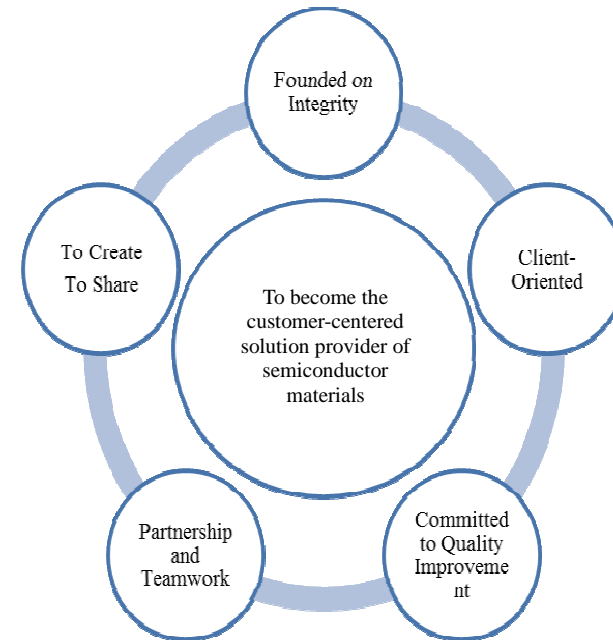 Founded on
Integrity
Client-
Oriented
Committed
to Quality
Improveme
nt
Partnership
and
Teamwork
To Create
To Share
To become the
customer-centered
solution provider of
semiconductor
materials